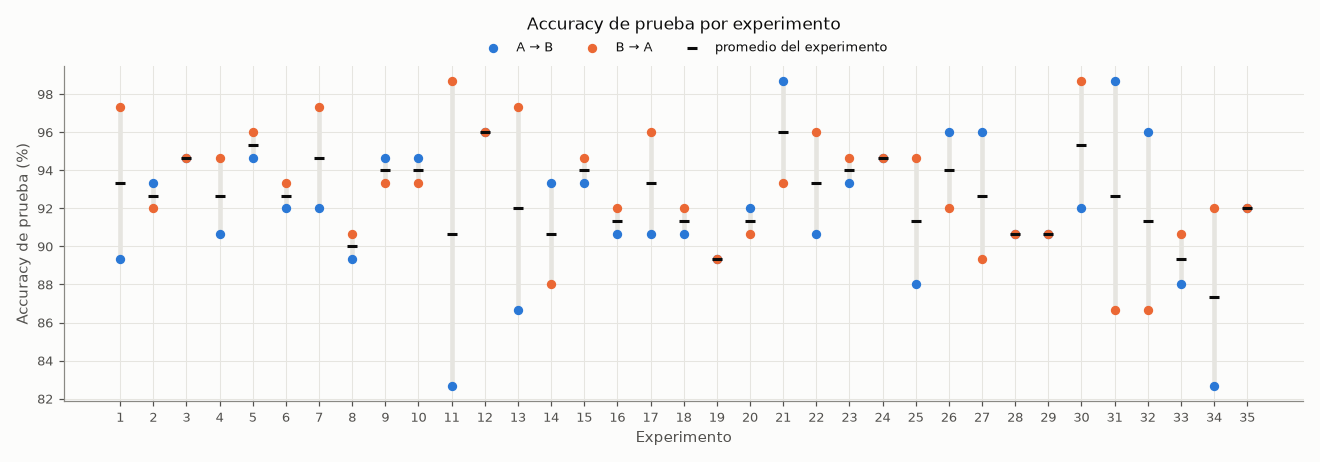 Accuracy de prueba por experimento
A → B B → A promedio del experimento
Accuracy de prueba (%)
98
96
94
92
90
88
86
84
82
1 2 3 4 5 6 7 8 9 10 11 12 13 14 15 16 17 18 19 20 21 22 23 24 25 26 27 28 29 30 31 32 33 34 35
Experimento